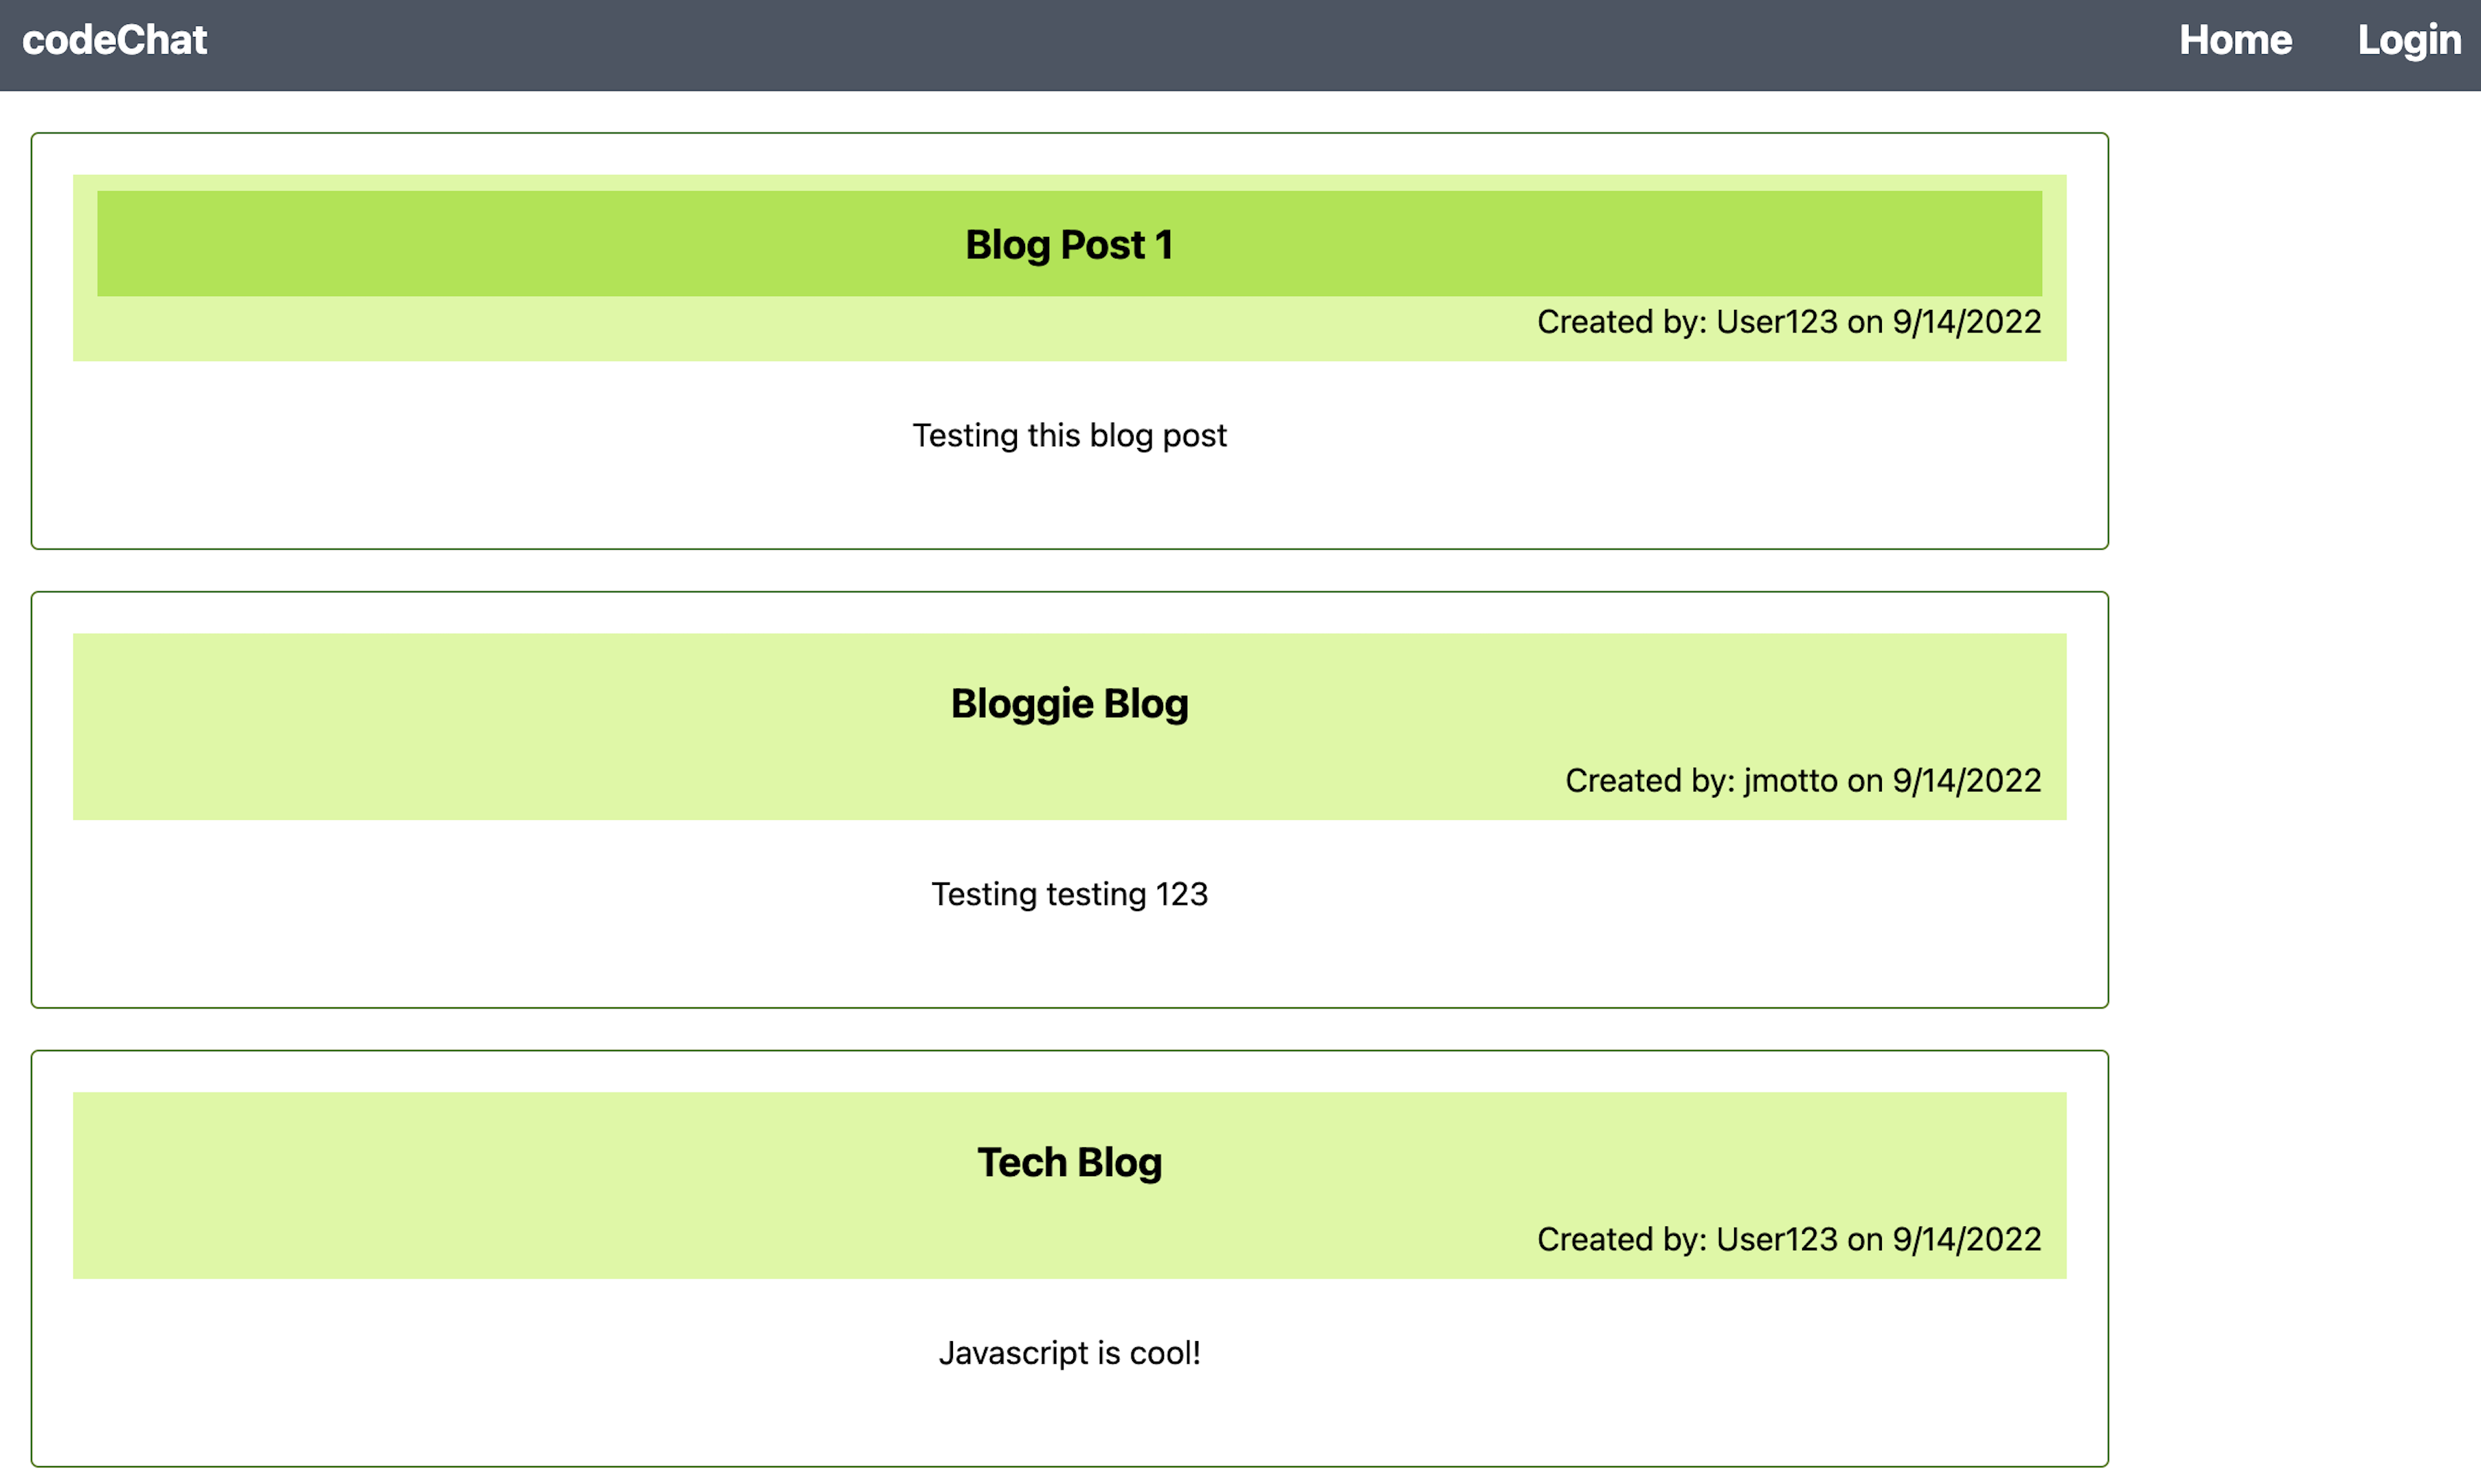 codeChat Home Login
Blog Post 1
Created by: User123 on 9/14/2022
Testing this blog post
Bloggie Blog
Created by: jmotto on 9/14/2022
Testing testing 123
Tech Blog
Created by: User123 on 9/14/2022
Javascript is cool!